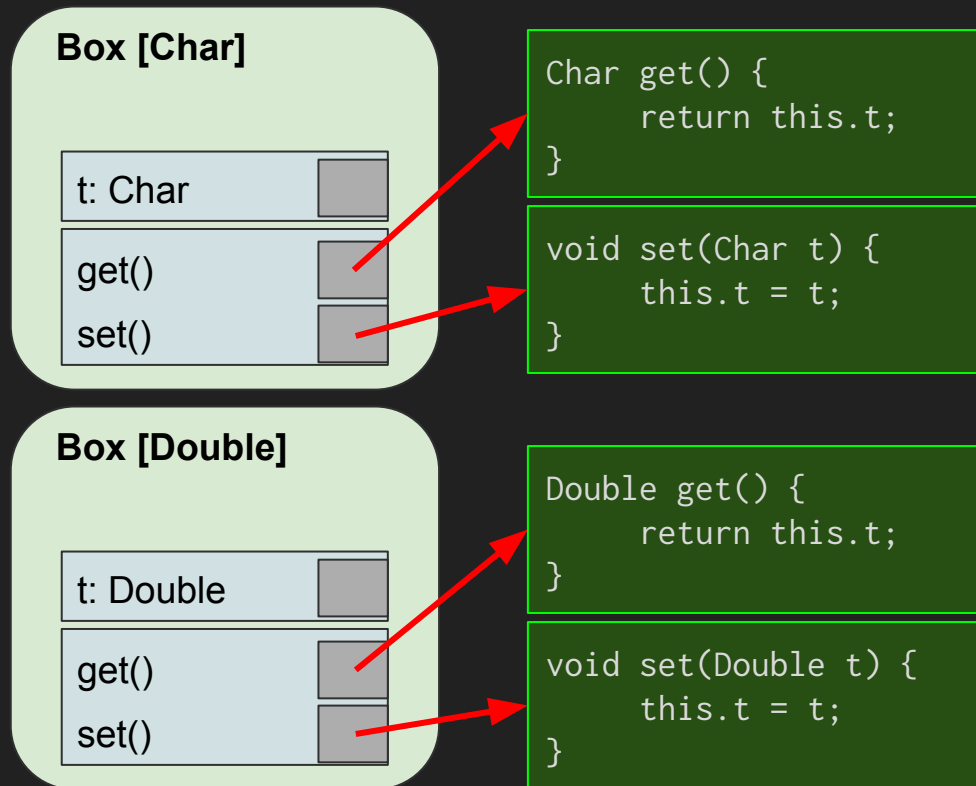 Box [Char]
t: Char
get()
set()
Char get() {
return this.t;
}
void set(Char t) {
this.t = t;
}
Box [Double]
t: Double
get()
set()
Double get() {
return this.t;
}
void set(Double t) {
this.t = t;
}